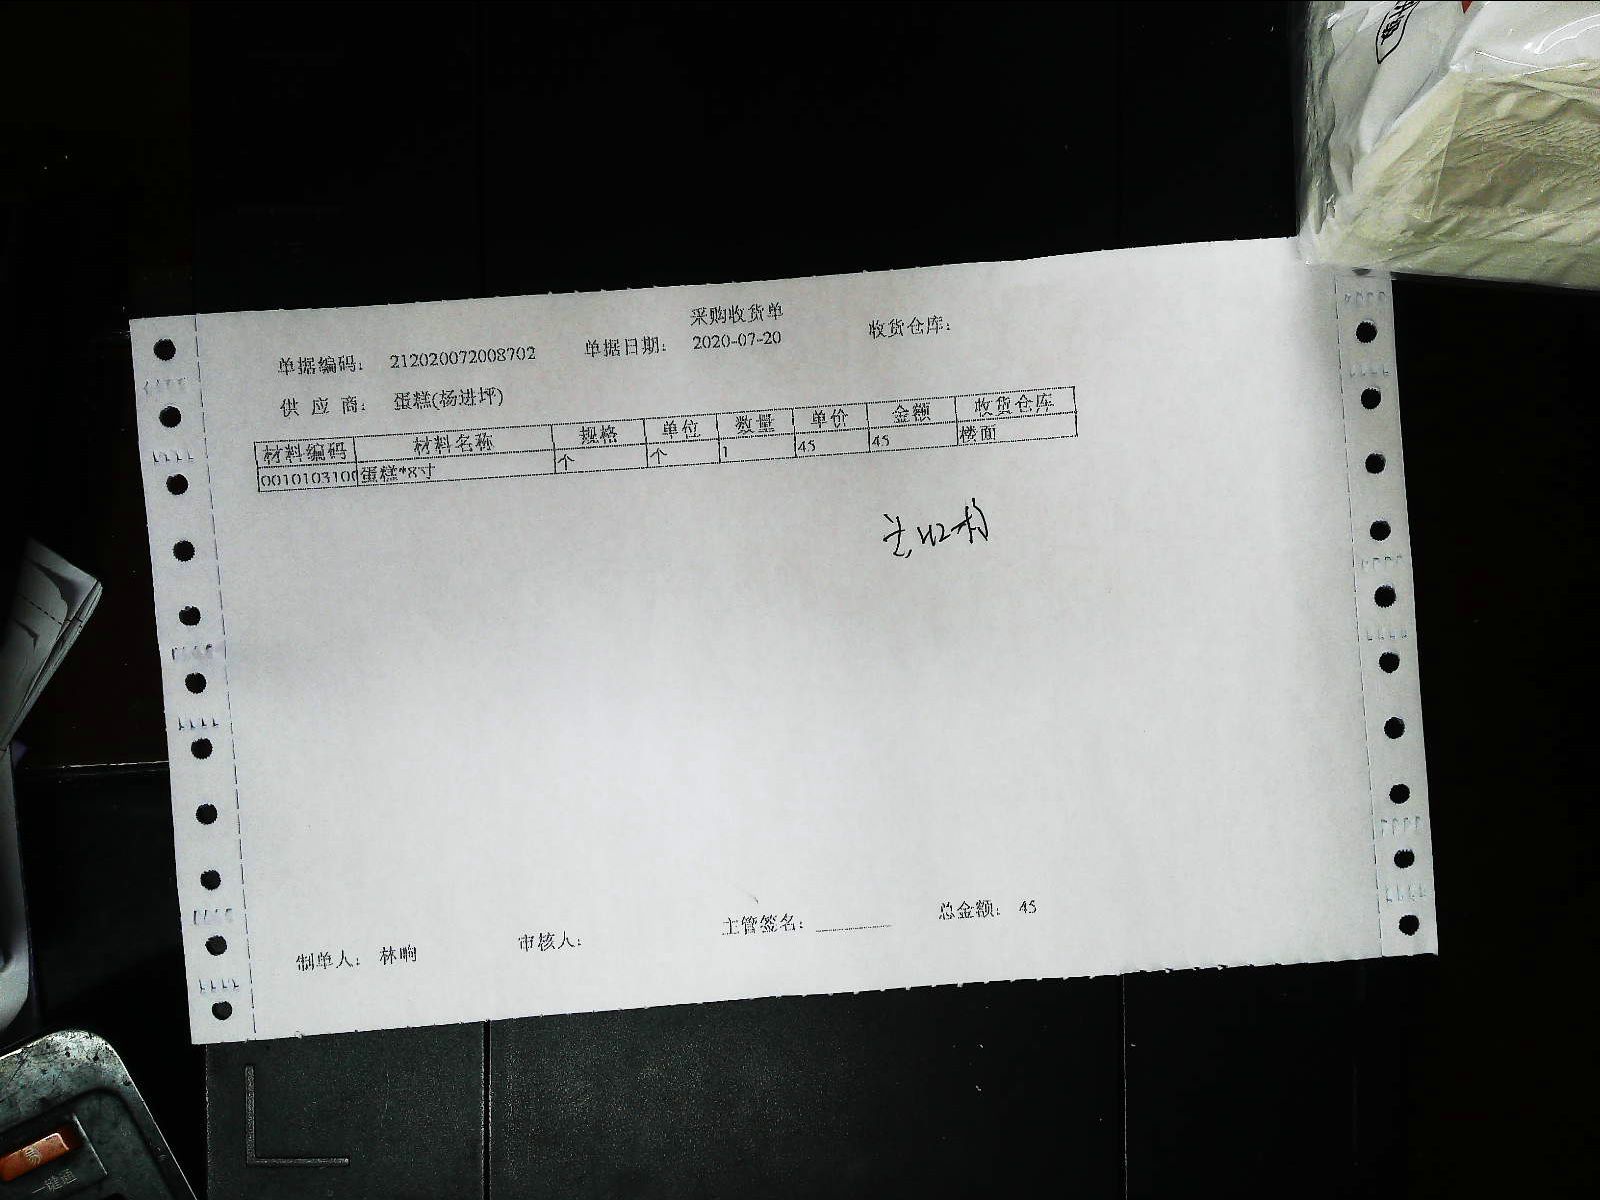 采购收货单
单据编码： 212020072008702 单据日期： 2020-07-20 收货仓库：
供 应 商： 蛋糕(杨进坪)
材料编码 材料名称 规格 单位 数量 单价 金额 收货仓库
0010103100 蛋糕*8寸 个 个 1 45 45 楼面
制单人： 林晌 审核人： 主管签名： 总金额： 45
一键通